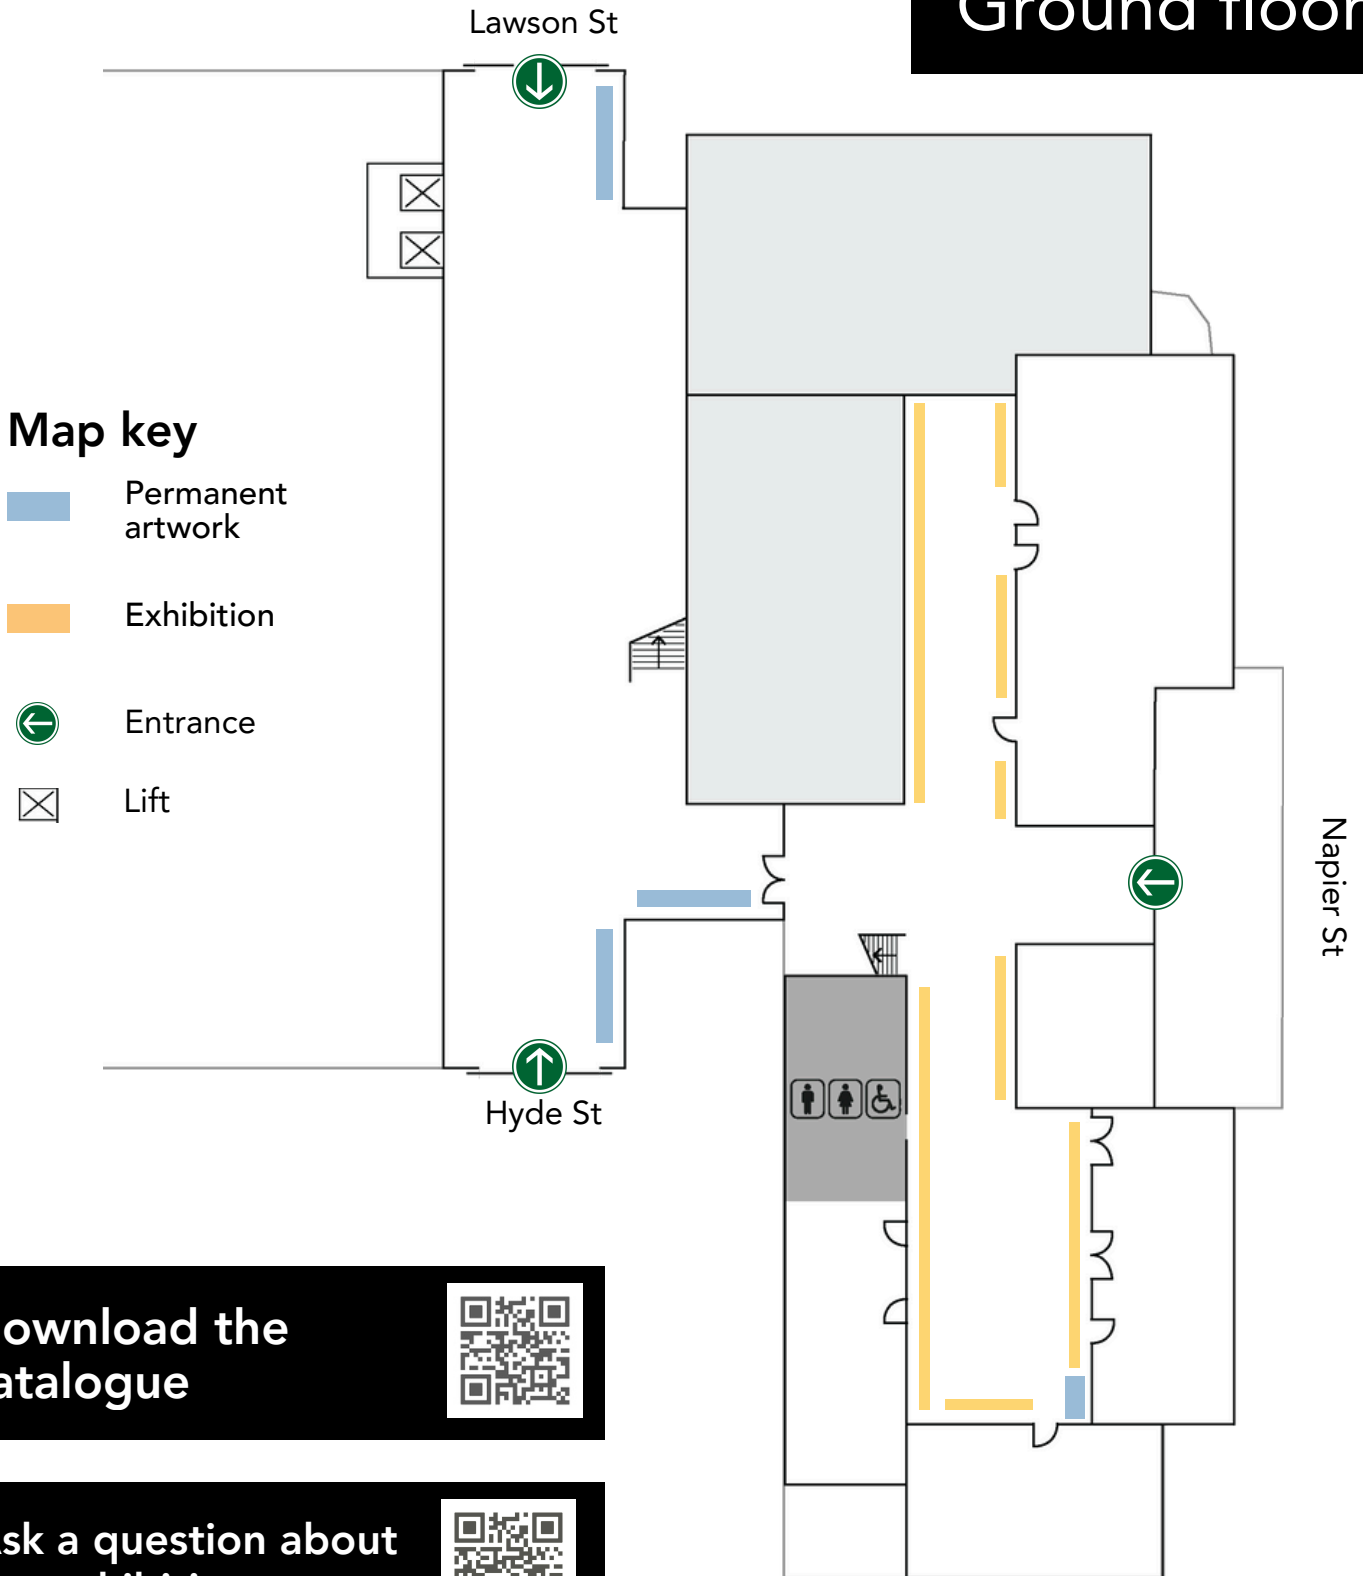 Lawson St
Ground floor
Map key
Permanent
artwork
Exhibition
Entrance
Lift
Napier St
Hyde St
ownload the
atalogue
sk a question about